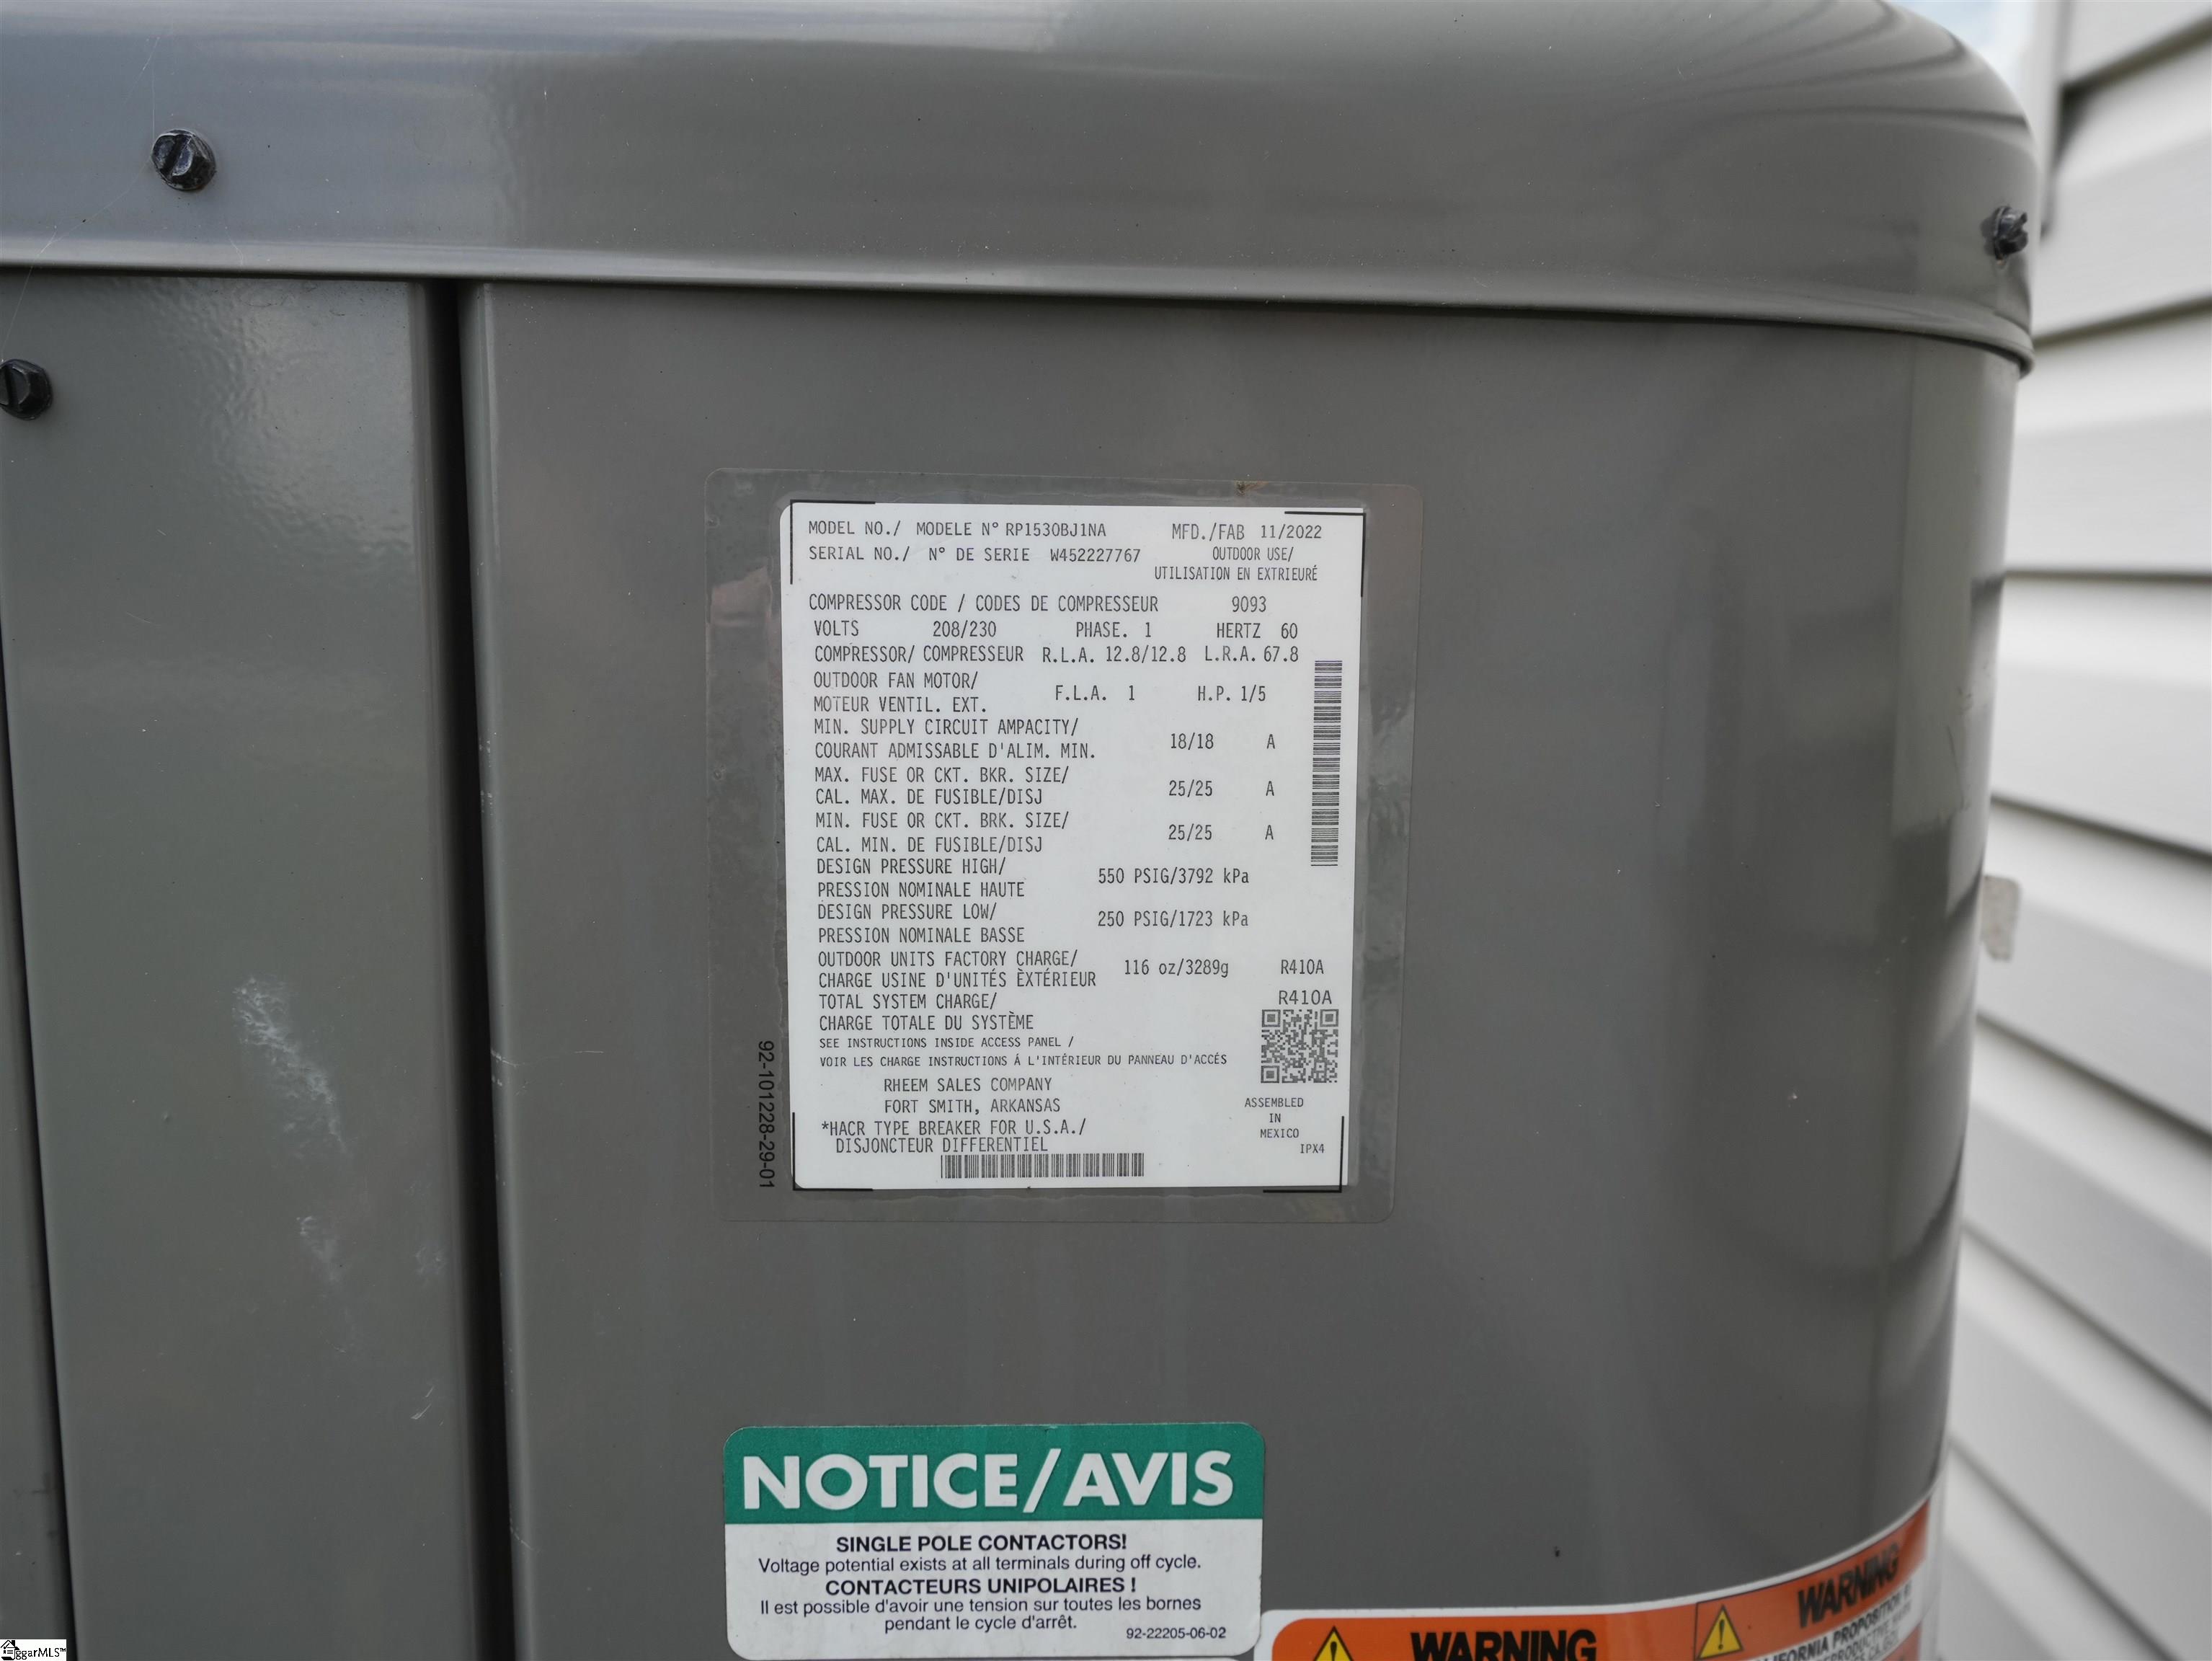 MODEL NO./ MODELE N° RP1530BJ1NA MFD./FAB 11/2022
SERIAL NO./ N° DE SERIE W452227767 OUTDOOR USE/
UTILISATION EN EXTRIEURÉ
COMPRESSOR CODE / CODES DE COMPRESSEUR 9093
VOLTS 208/230 PHASE. 1 HERTZ 60
COMPRESSOR/ COMPRESSEUR R.L.A. 12.8/12.8 L.R.A. 67.8
OUTDOOR FAN MOTOR/
MOTEUR VENTIL. EXT. F.L.A. 1 H.P. 1/5
MIN. SUPPLY CIRCUIT AMPACITY/
COURANT ADMISSABLE D'ALIM. MIN. 18/18 A
MAX. FUSE OR CKT. BKR. SIZE/
CAL. MAX. DE FUSIBLE/DISJ 25/25 A
MIN. FUSE OR CKT. BRK. SIZE/
CAL. MIN. DE FUSIBLE/DISJ 25/25 A
DESIGN PRESSURE HIGH/
PRESSION NOMINALE HAUTE 550 PSIG/3792 kPa
DESIGN PRESSURE LOW/
PRESSION NOMINALE BASSE 250 PSIG/1723 kPa
OUTDOOR UNITS FACTORY CHARGE/
CHARGE USINE D'UNITÉS ÈXTÉRIEUR 116 oz/3289g R410A
TOTAL SYSTEM CHARGE/ R410A
CHARGE TOTALE DU SYSTÈME
SEE INSTRUCTIONS INSIDE ACCESS PANEL /
VOIR LES CHARGE INSTRUCTIONS Á L'INTÉRIEUR DU PANNEAU D'ACCÉS
RHEEM SALES COMPANY
FORT SMITH, ARKANSAS
ASSEMBLED
IN
MEXICO
*HACR TYPE BREAKER FOR U.S.A./
DISJONCTEUR DIFFERENTIEL
IPX4
92-101228-29-01
NOTICE/AVIS
SINGLE POLE CONTACTORS!
Voltage potential exists at all terminals during off cycle.
CONTACTEURS UNIPOLAIRES !
Il est possible d'avoir une tension sur toutes les bornes
pendant le cycle d'arrêt.
92-22205-06-02
WARNING
WARNING
CALIFORNIA PROPOSITION
ggarMLS™